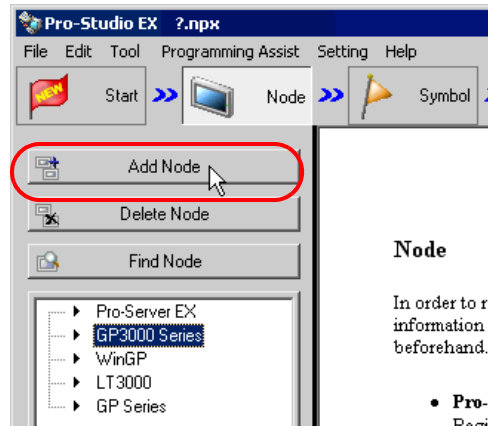 Pro-Studio EX ?.npx
File Edit Tool Programming Assist Setting Help
NEW Start Node Symbol
Add Node
Delete Node
Find Node
Pro-Server EX
GP3000 Series
WinGP
LT3000
GP Series
Node
In order to
information
beforehand.
Pro-